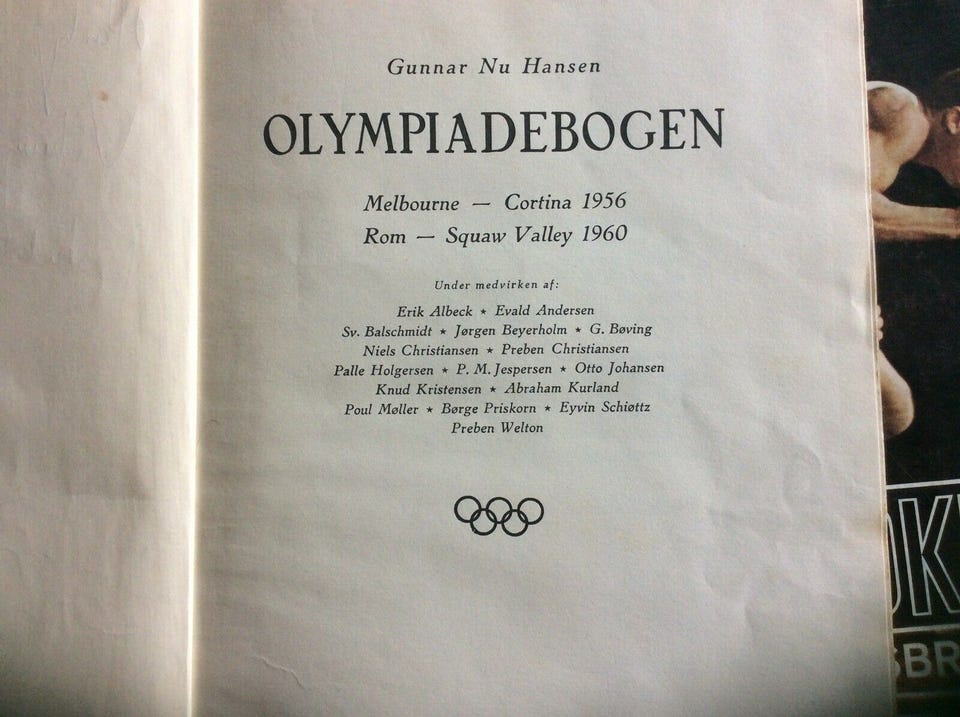 Gunnar Nu Hansen
OLYMPIADEBOGEN
Melbourne — Cortina 1956
Rom — Squaw Valley 1960
Under medvirken af:
Erik Albeck ★ Evald Andersen
Sv. Balschmidt ★ Jørgen Beyerholm ★ G. Bøving
Niels Christiansen ★ Preben Christiansen
Palle Holgersen ★ P. M. Jespersen ★ Otto Johansen
Knud Kristensen ★ Abraham Kurland
Poul Møller ★ Børge Priskorn ★ Eyvin Schiøttz
Preben Welton